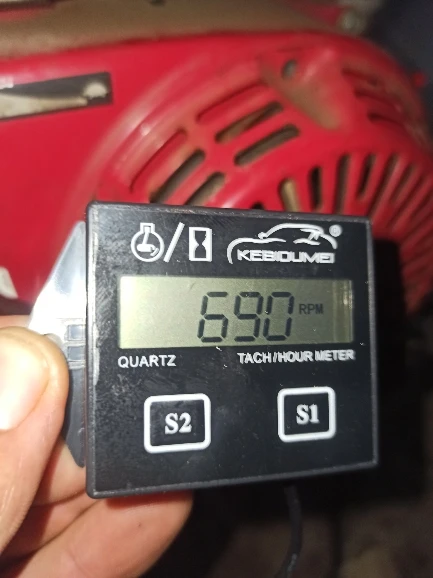 KEBIDUMEI®
690 RPM
QUARTZ TACH/HOUR METER
S2 S1